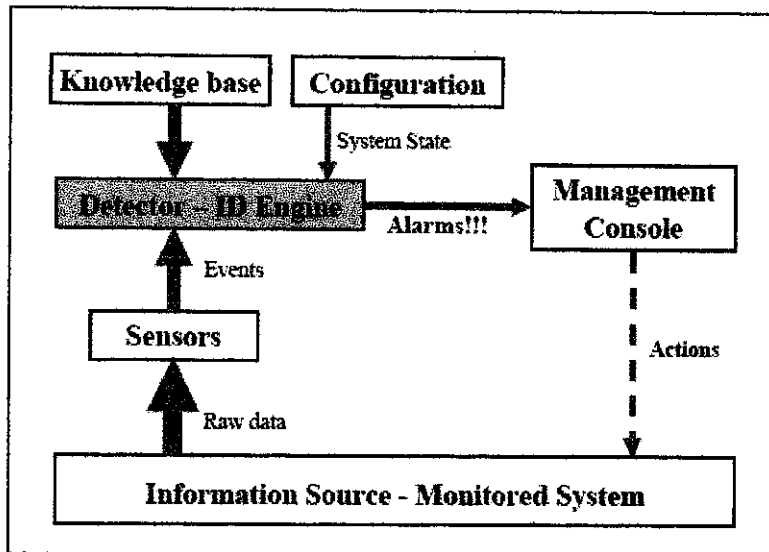 Knowledge base
Configuration
System State
Detector – ID Engine
Alarms!!!
Management
Console
Events
Sensors
Actions
Raw data
Information Source - Monitored System